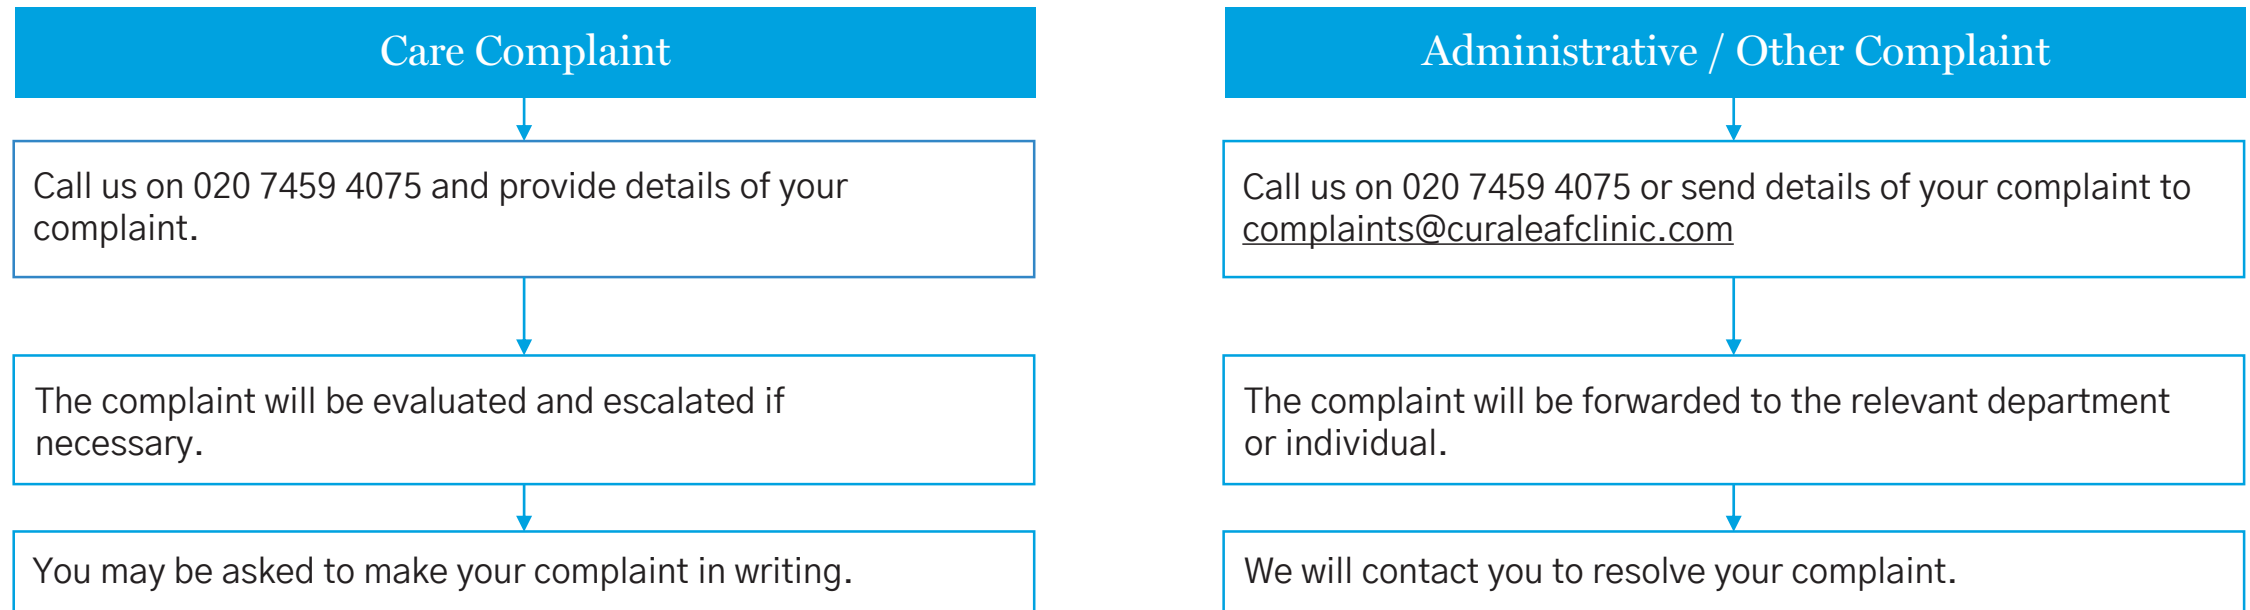 Care Complaint
Call us on 020 7459 4075 and provide details of your
complaint.
The complaint will be evaluated and escalated if
necessary.
You may be asked to make your complaint in writing.
Administrative / Other Complaint
Call us on 020 7459 4075 or send details of your complaint to
complaints@curaleafclinic.com
The complaint will be forwarded to the relevant department
or individual.
We will contact you to resolve your complaint.